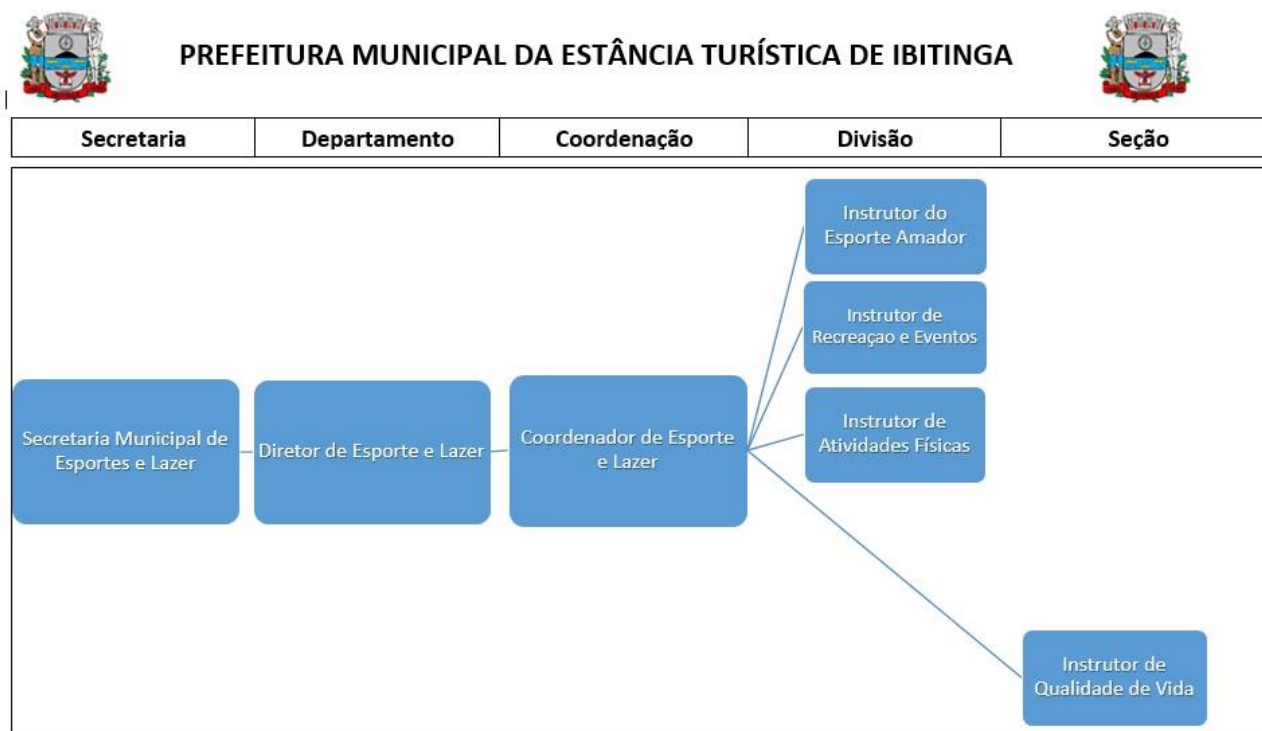 PREFEITURA MUNICIPAL DA ESTÂNCIA TURÍSTICA DE IBITINGA
Secretaria
Departamento
Coordenação
Divisão
Seção
Instrutor do
Esporte Amador
Instrutor de
Recreaçao e Eventos
Secretaria Municipal de
Esportes e Lazer
Diretor de Esporte e Lazer
Coordenador de Esporte
e Lazer
Instrutor de
Atividades Físicas
Instrutor de
Qualidade de Vida